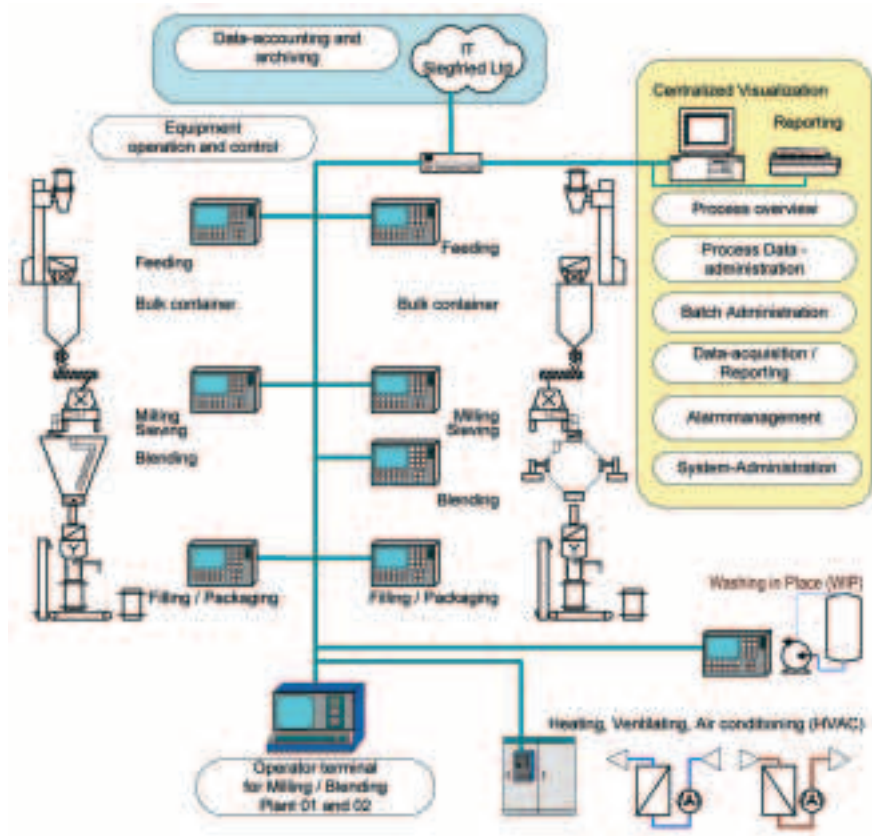 Data-accounting and
archiving
IT
Siegfried Ltd.
Equipment
operation and control
Centralized Visualization
Reporting
Process overview
Process Data -
administration
Batch Administration
Data-acquisition /
Reporting
Alarmmanagement
System-Administration
Feeding
Feeding
Bulk container
Bulk container
Milling
Sieving
Milling
Sieving
Blending
Blending
Filling / Packaging
Filling / Packaging
Washing in Place (WIP)
Heating, Ventilating, Air conditioning (HVAC)
Operator terminal
for Milling / Blending
Plant 01 and 02